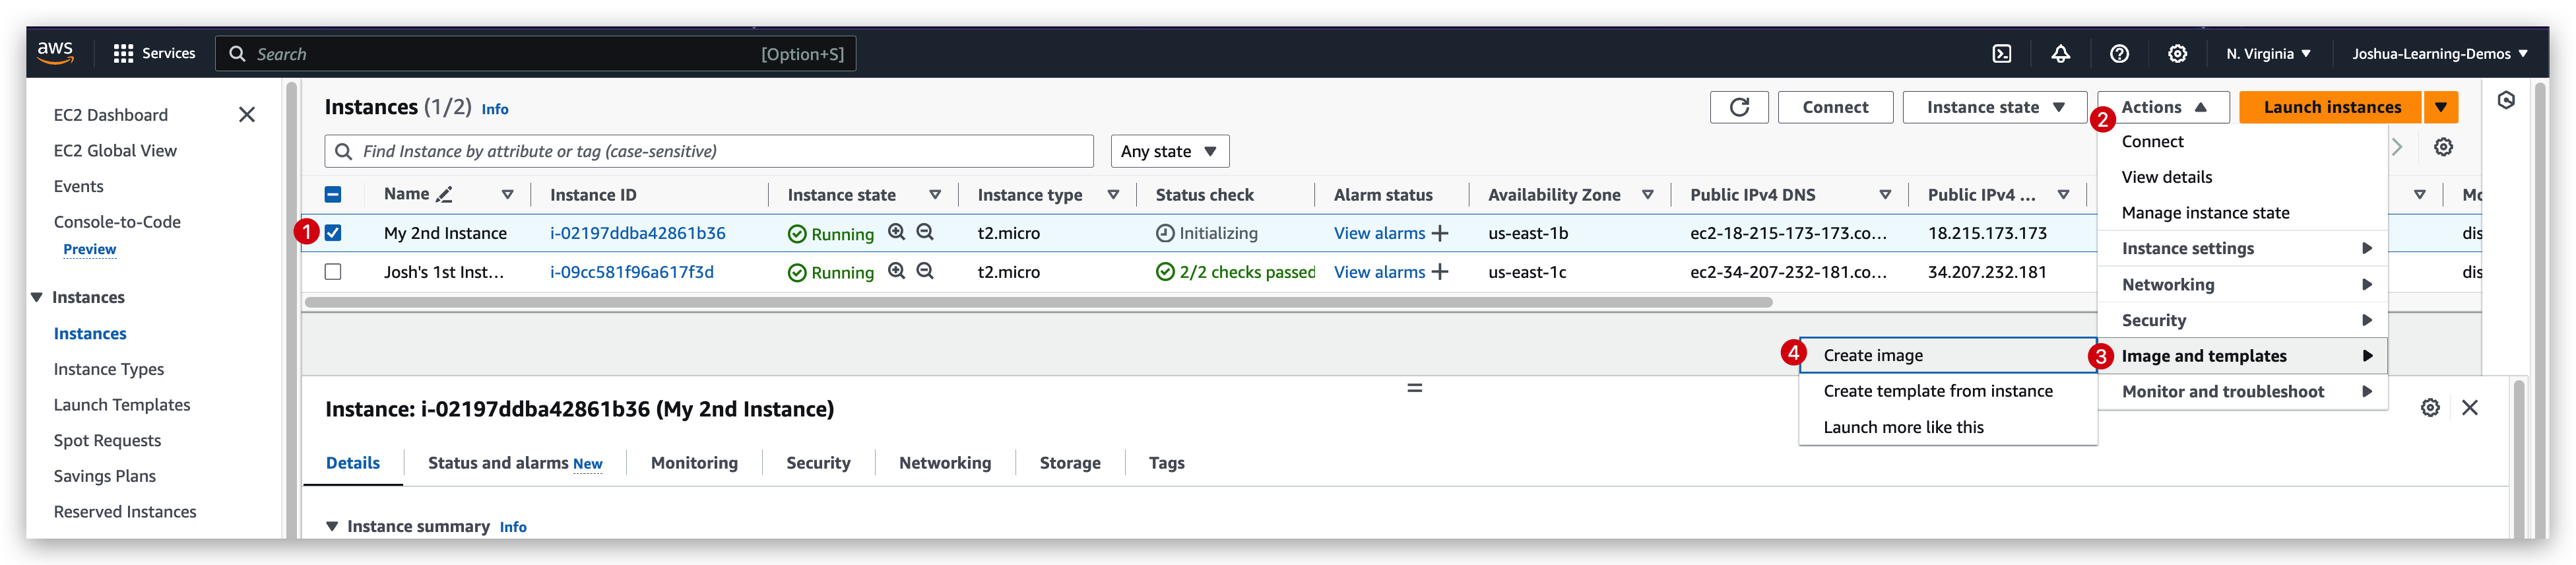 aws
Services
Search [Option+S]
N. Virginia
Joshua-Learning-Demos
EC2 Dashboard
EC2 Global View
Events
Console-to-Code
Preview
Instances
Instances
Instance Types
Launch Templates
Spot Requests
Savings Plans
Reserved Instances
Instances (1/2) Info
Connect
Instance state
Actions
Launch instances
Find Instance by attribute or tag (case-sensitive)
Any state
Name Instance ID Instance state Instance type Status check Alarm status Availability Zone Public IPv4 DNS Public IPv4 ...
1 My 2nd Instance i-02197ddba42861b36 Running t2.micro Initializing View alarms us-east-1b ec2-18-215-173-173.co... 18.215.173.173 dis
Josh's 1st Inst... i-09cc581f96a617f3d Running t2.micro 2/2 checks passed View alarms us-east-1c ec2-34-207-232-181.co... 34.207.232.181 dis
2
Connect
View details
Manage instance state
Instance settings
Networking
Security
3 Image and templates
Monitor and troubleshoot
4 Create image
Create template from instance
Launch more like this
Instance: i-02197ddba42861b36 (My 2nd Instance)
Details Status and alarms New Monitoring Security Networking Storage Tags
Instance summary Info